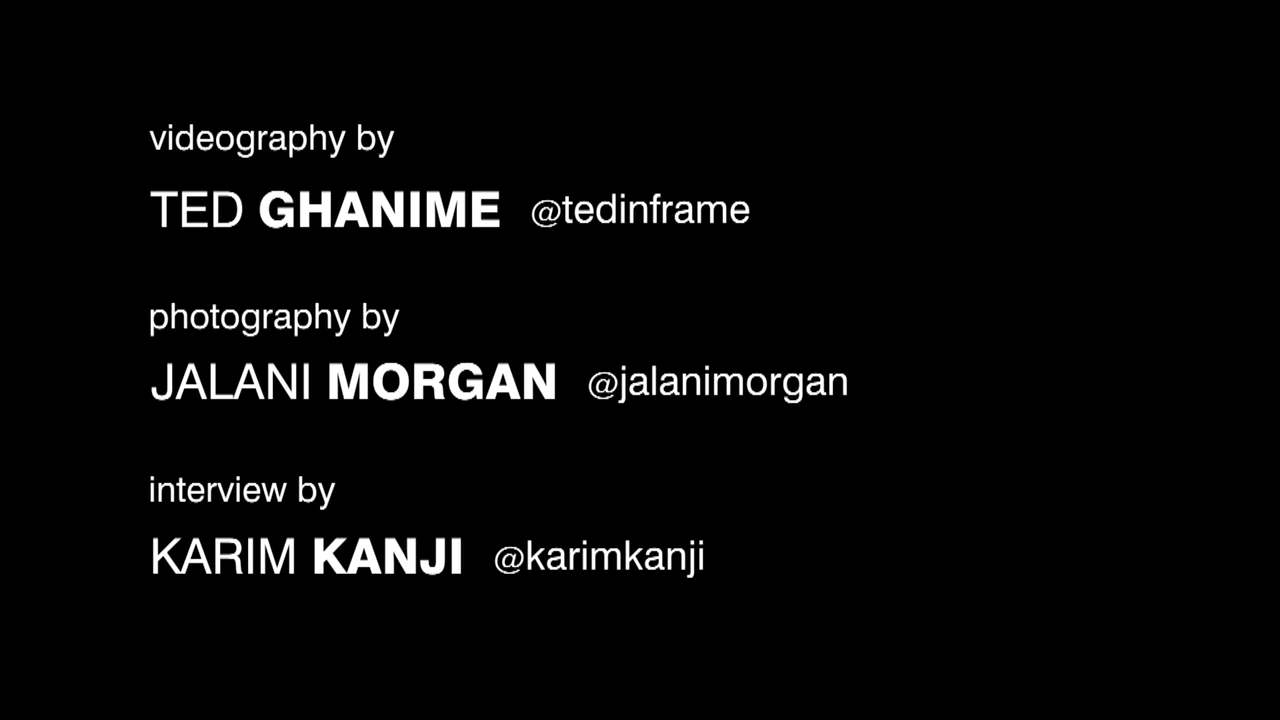 videography by
TED GHANIME @tedinframe
photography by
JALANI MORGAN @jalanimorgan
interview by
KARIM KANJI @karimkanji